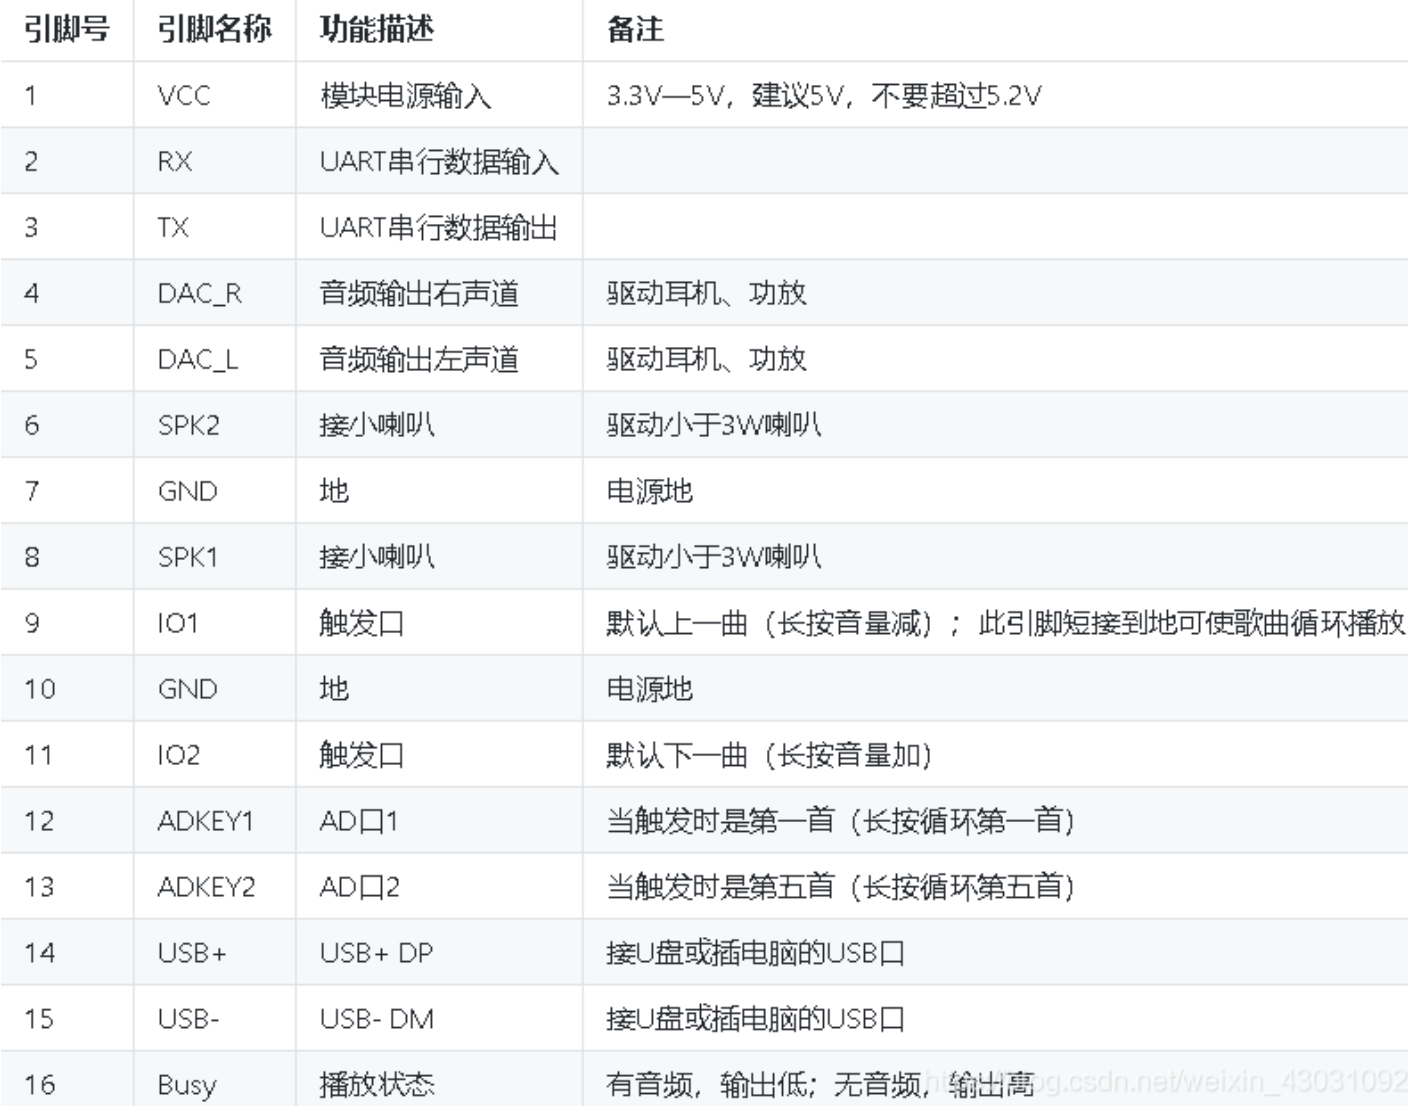 引脚号 引脚名称 功能描述 备注
1 VCC 模块电源输入 3.3V—5V，建议5V，不要超过5.2V
2 RX UART串行数据输入
3 TX UART串行数据输出
4 DAC_R 音频输出右声道 驱动耳机、功放
5 DAC_L 音频输出左声道 驱动耳机、功放
6 SPK2 接小喇叭 驱动小于3W喇叭
7 GND 地 电源地
8 SPK1 接小喇叭 驱动小于3W喇叭
9 IO1 触发口 默认上一曲（长按音量减）；此引脚短接到地可使歌曲循环播放
10 GND 地 电源地
11 IO2 触发口 默认下一曲（长按音量加）
12 ADKEY1 AD口1 当触发时是第一首（长按循环第一首）
13 ADKEY2 AD口2 当触发时是第五首（长按循环第五首）
14 USB+ USB+ DP 接U盘或插电脑的USB口
15 USB- USB- DM 接U盘或插电脑的USB口
16 Busy 播放状态 有音频，输出低；无音频，输出高
https://blog.csdn.net/weixin_43031092